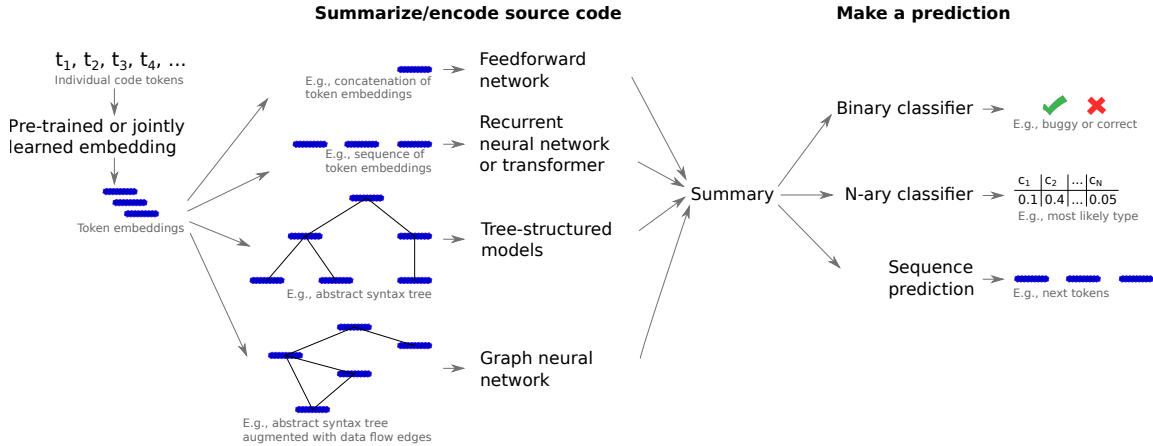 Summarize/encode source code
Make a prediction
t1, t2, t3, t4, ...
Individual code tokens
Pre-trained or jointly
learned embedding
Token embeddings
E.g., concatenation of
token embeddings
Feedforward
network
E.g., sequence of
token embeddings
Recurrent
neural network
or transformer
E.g., abstract syntax tree
Tree-structured
models
E.g., abstract syntax tree
augmented with data flow edges
Graph neural
network
Summary
Binary classifier
E.g., buggy or correct
N-ary classifier
c1 c2 ... cN
0.1 0.4 ... 0.05
E.g., most likely type
Sequence
prediction
E.g., next tokens